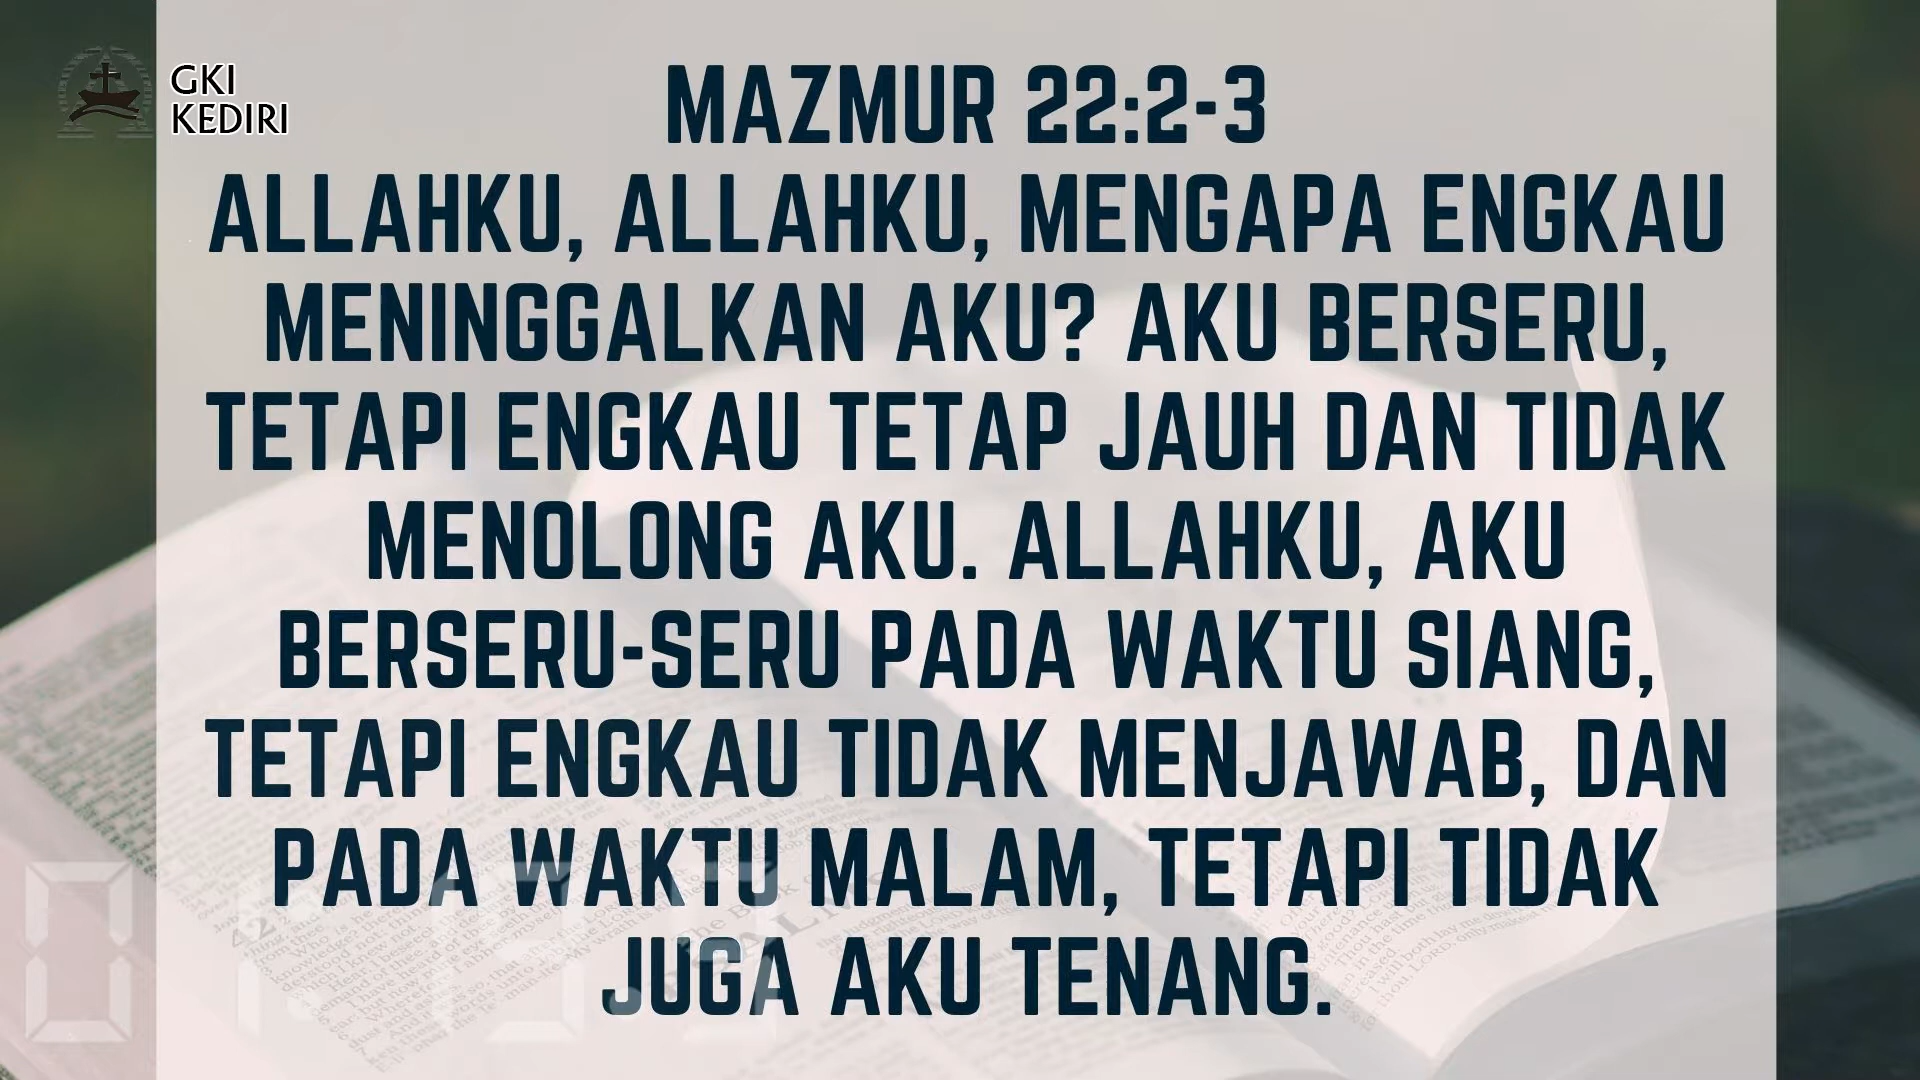 GKI
KEDIRI
MAZMUR 22:2-3
ALLAHKU, ALLAHKU, MENGAPA ENGKAU
MENINGGALKAN AKU? AKU BERSERU,
TETAPI ENGKAU TETAP JAUH DAN TIDAK
MENOLONG AKU. ALLAHKU, AKU
BERSERU-SERU PADA WAKTU SIANG,
TETAPI ENGKAU TIDAK MENJAWAB, DAN
PADA WAKTU MALAM, TETAPI TIDAK
JUGA AKU TENANG.